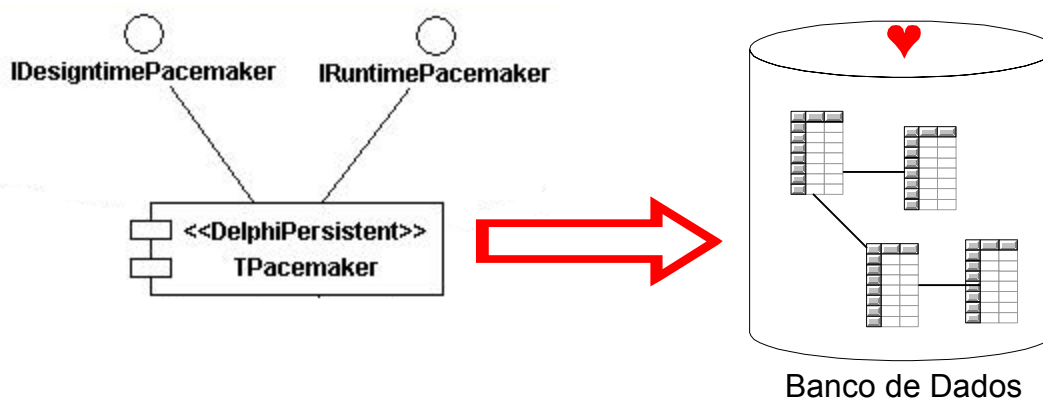 IDesigntimePacemaker
IRuntimePacemaker
<<DelphiPersistent>>
TPacemaker
Banco de Dados